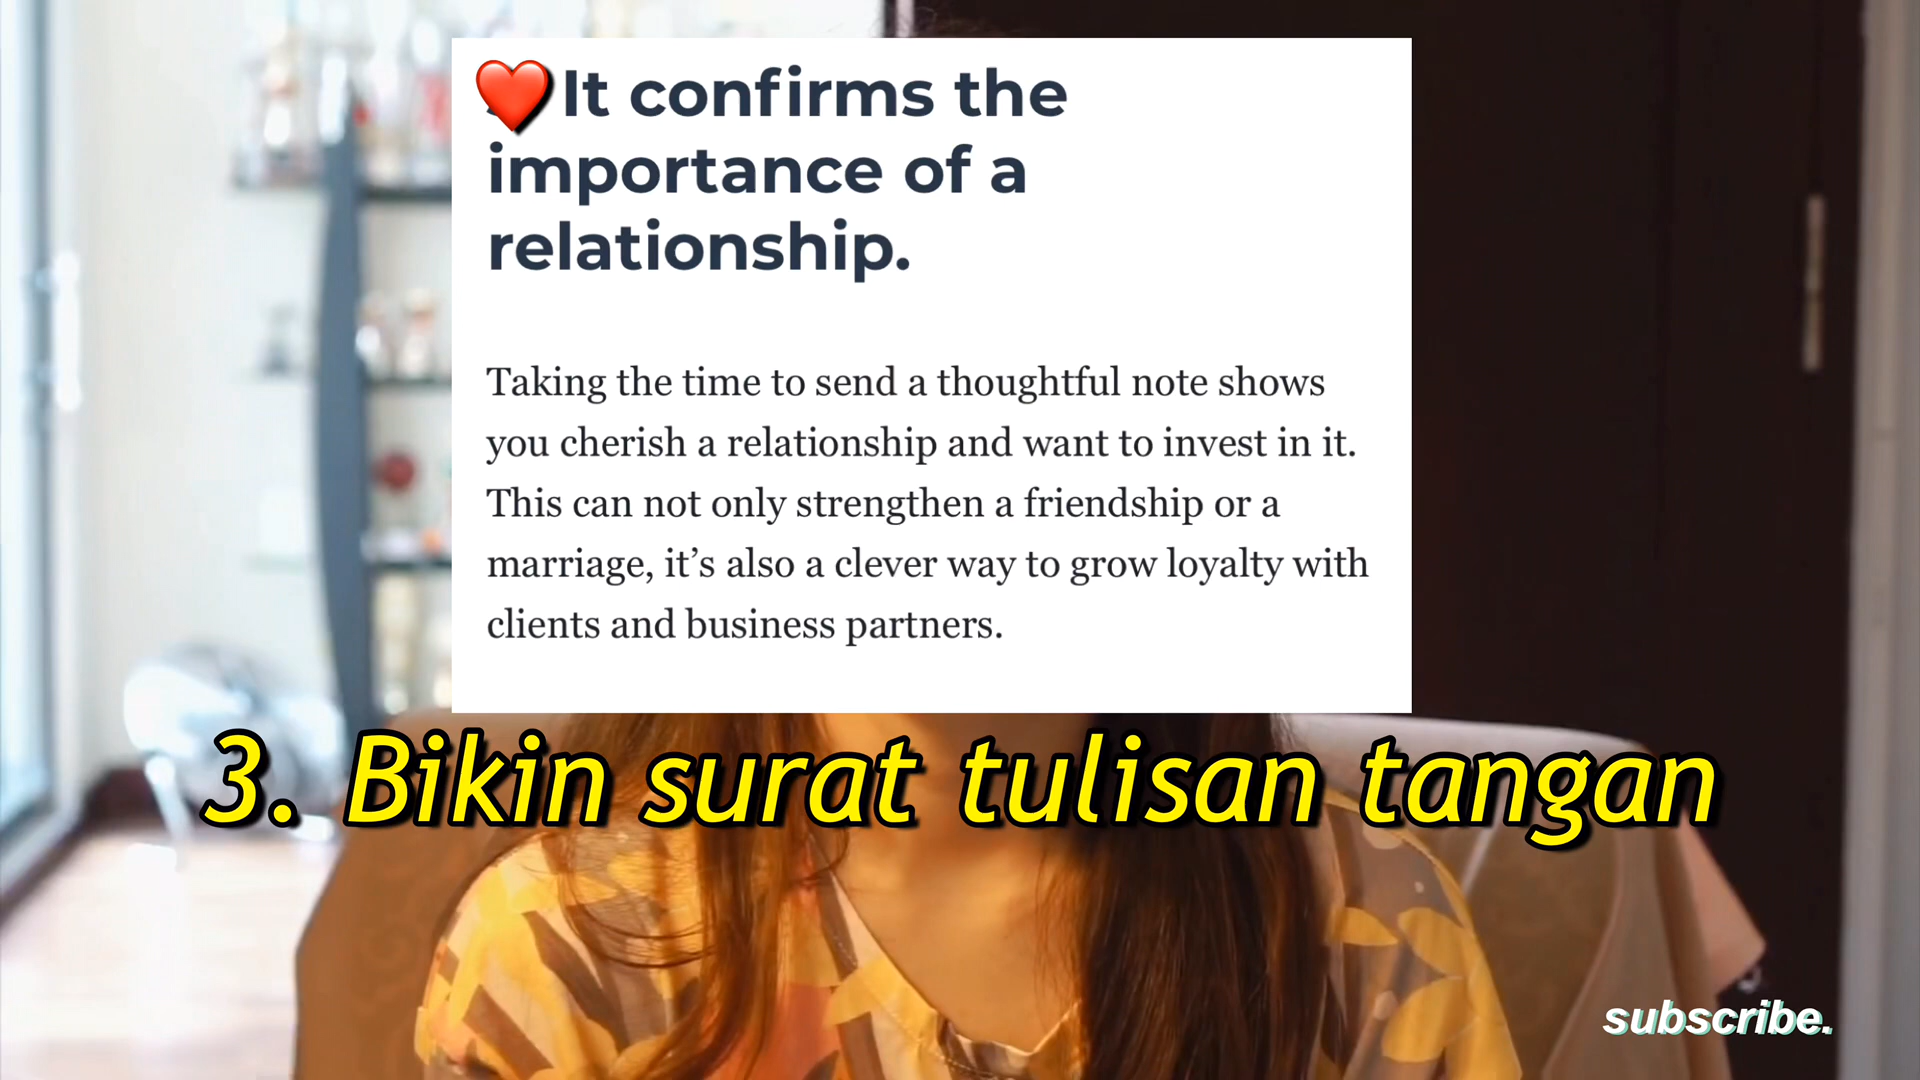 It confirms the
importance of a
relationship.
Taking the time to send a thoughtful note shows
you cherish a relationship and want to invest in it.
This can not only strengthen a friendship or a
marriage, it’s also a clever way to grow loyalty with
clients and business partners.
3. Bikin surat tulisan tangan
subscribe.